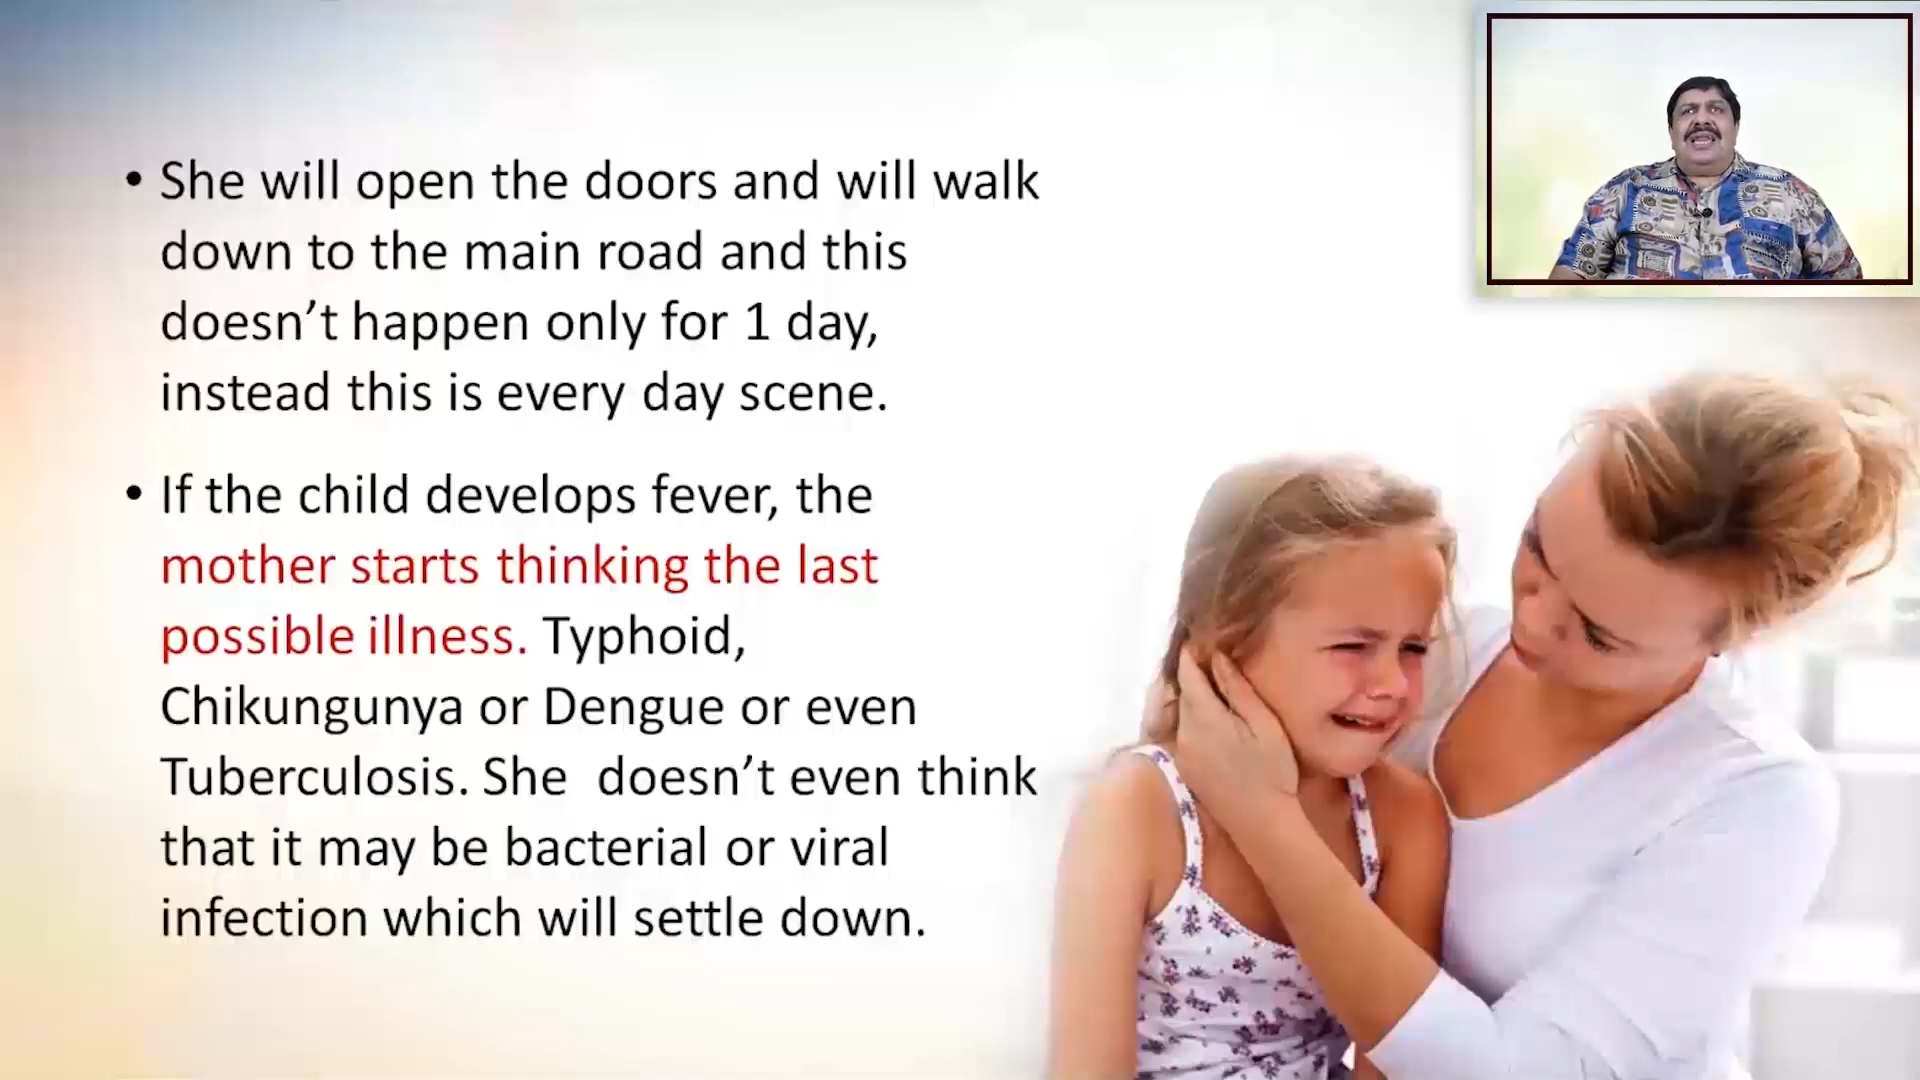 • She will open the doors and will walk
down to the main road and this
doesn’t happen only for 1 day,
instead this is every day scene.
• If the child develops fever, the
mother starts thinking the last
possible illness. Typhoid,
Chikungunya or Dengue or even
Tuberculosis. She  doesn’t even think
that it may be bacterial or viral
infection which will settle down.